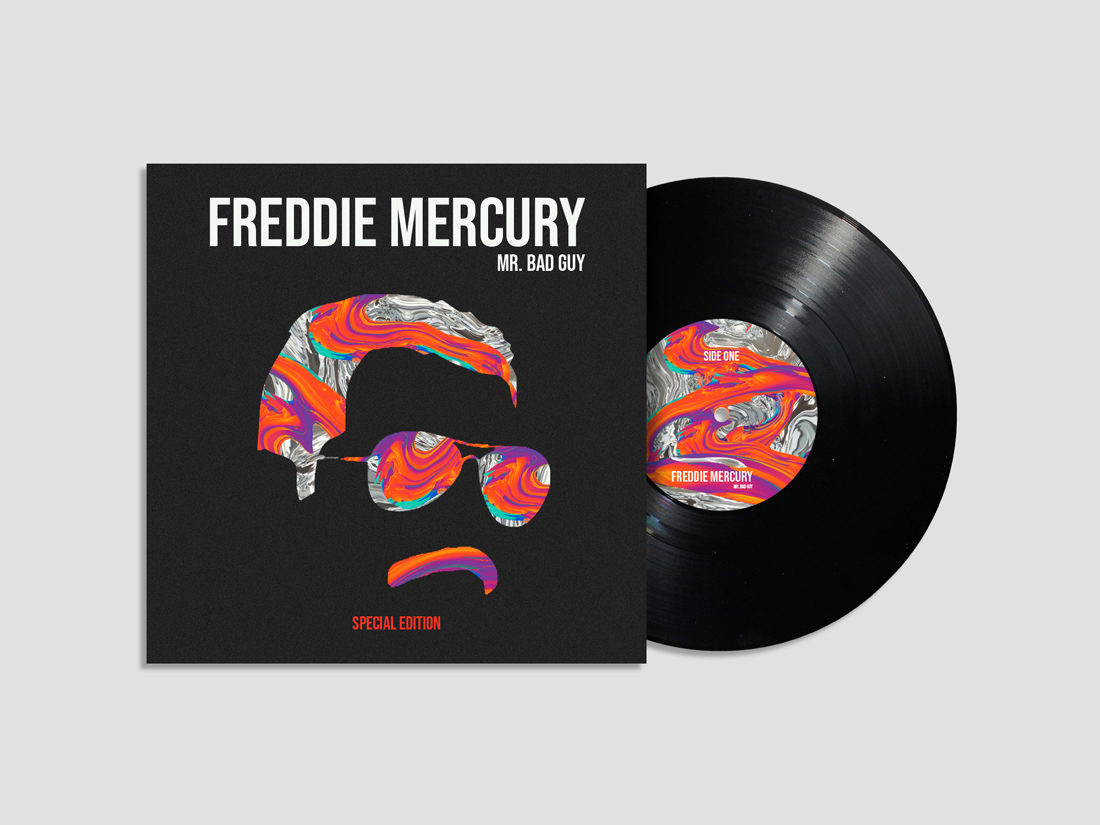 FREDDIE MERCURY
MR. BAD GUY
SPECIAL EDITION
SIDE ONE
FREDDIE MERCURY
MR. BAD GUY